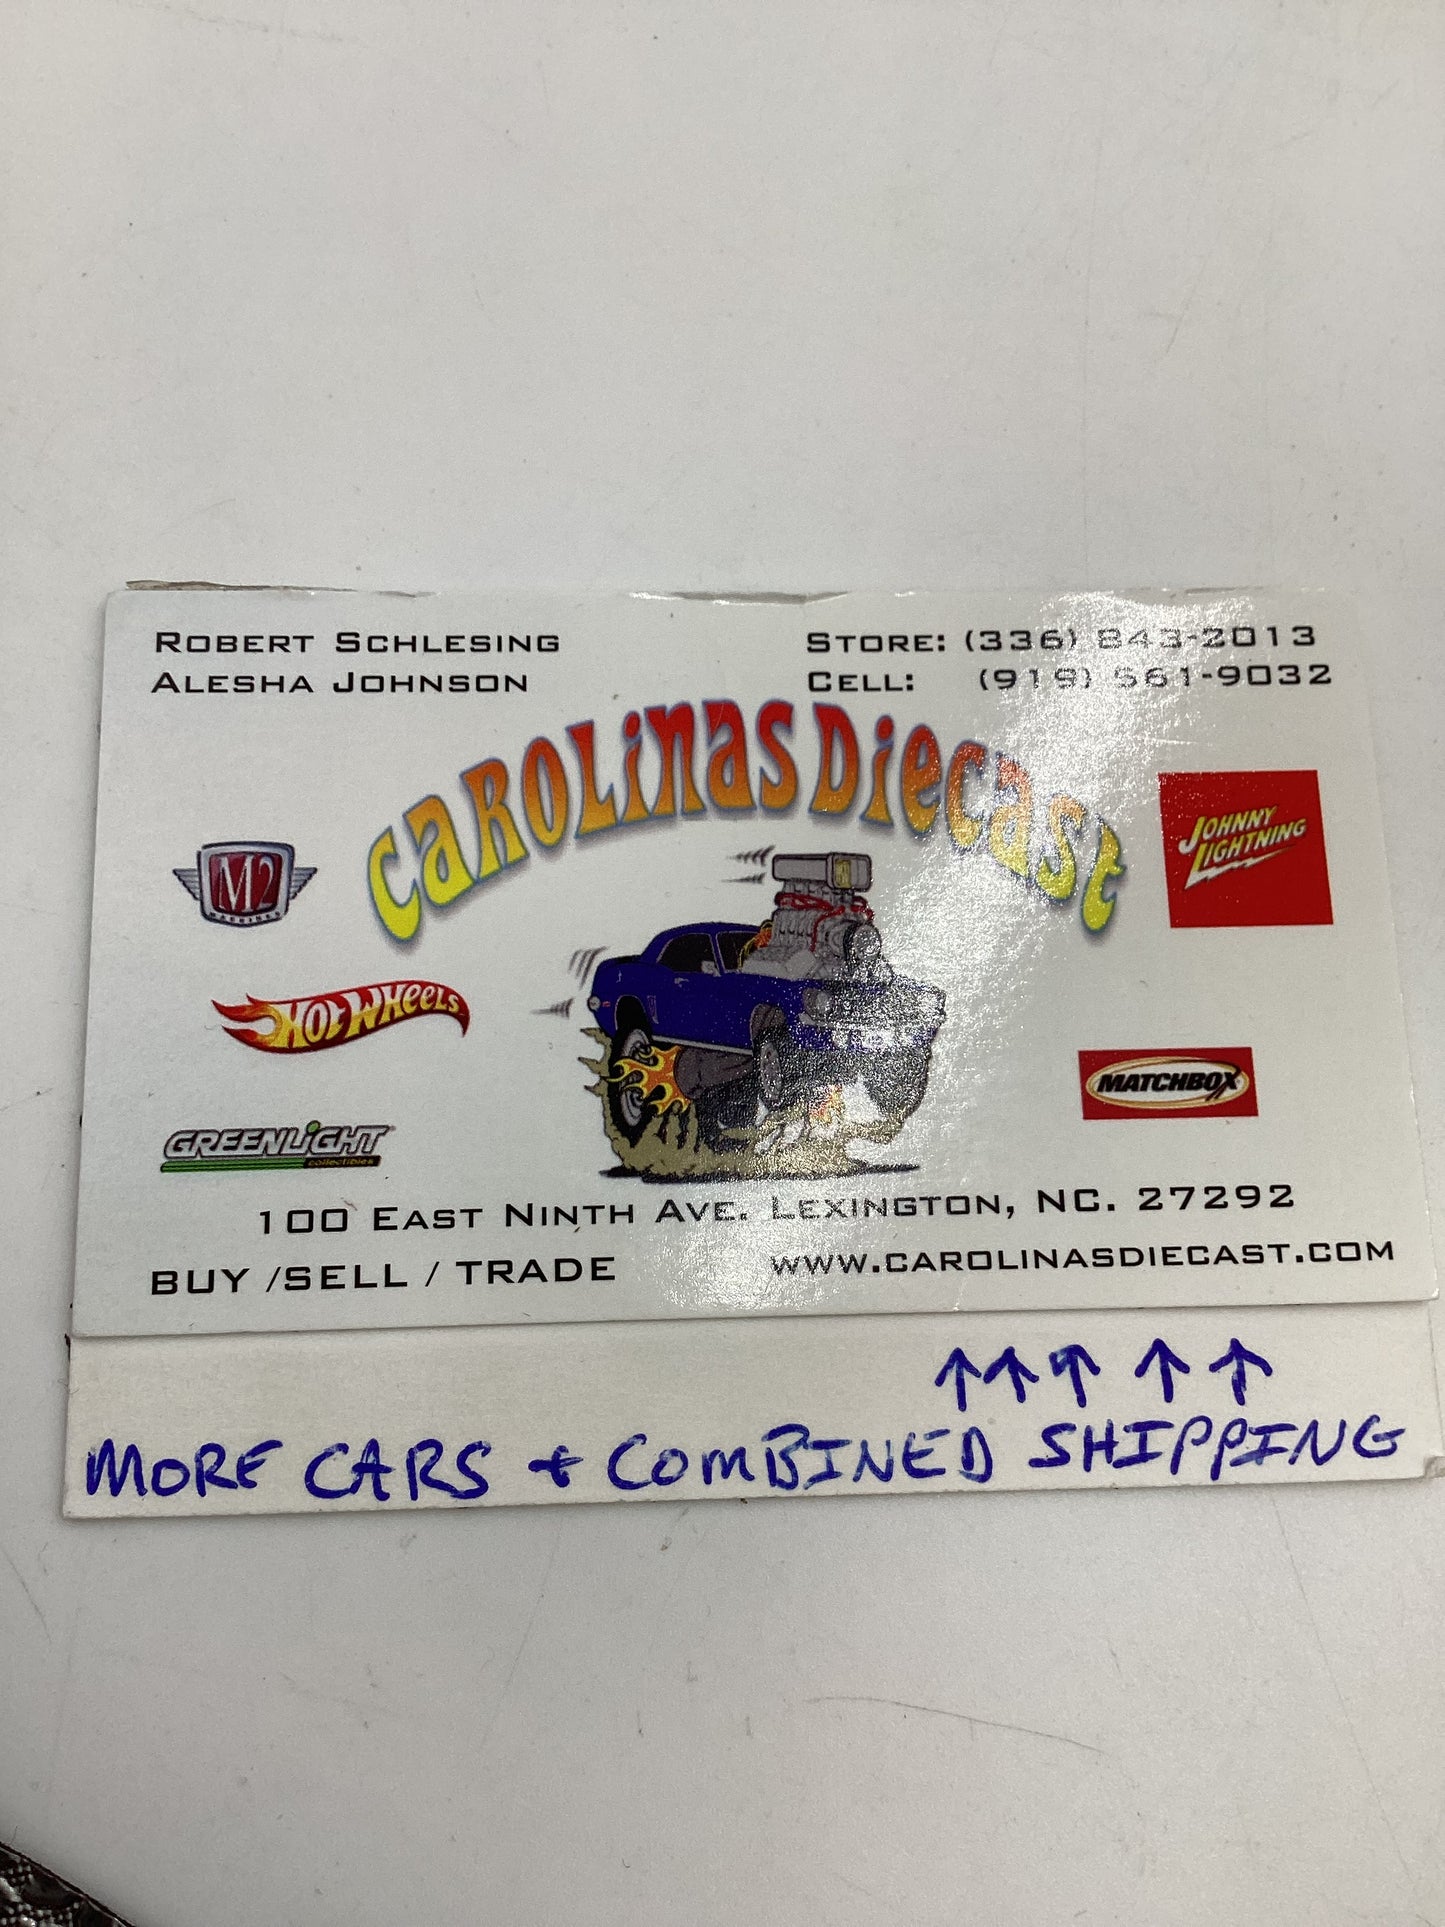 ROBERT SCHLESING
ALESHA JOHNSON
STORE: (336) 843-2013
CELL: (919) 561-9032
CAROLINAS DIECAST
M2
MACHINES
JOHNNY
LIGHTNING
HOT WHEELS
MATCHBOX
GREENLIGHT
collectibles
100 EAST NINTH AVE. LEXINGTON, NC. 27292
BUY /SELL / TRADE
WWW.CAROLINASDIECAST.COM
↑↑↑↑↑
MORE CARS + COMBINED SHIPPING